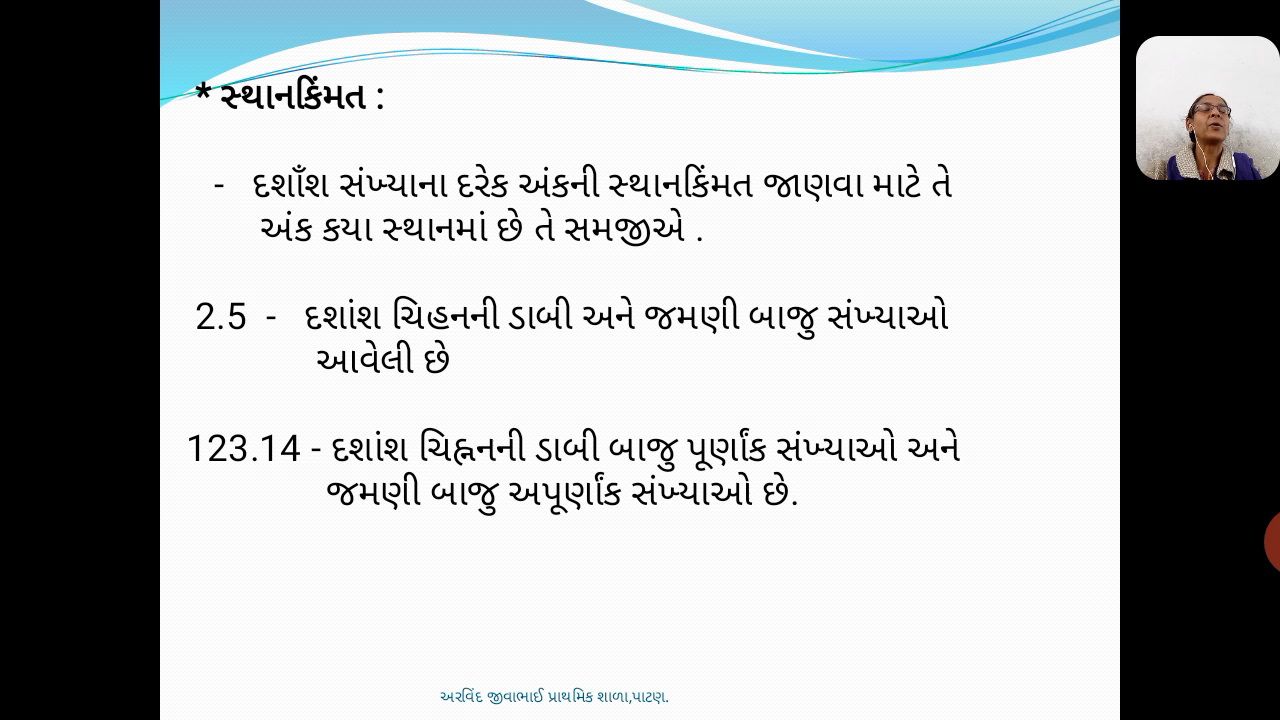 * સ્થાનકિંમત :
- દશાઁશ સંખ્યાના દરેક અંકની સ્થાનકિંમત જાણવા માટે તે
અંક કયા સ્થાનમાં છે તે સમજીએ .
2.5 - દશાંશ ચિહનની ડાબી અને જમણી બાજુ સંખ્યાઓ
આવેલી છે
123.14 - દશાંશ ચિહ્નનની ડાબી બાજુ પૂર્ણાંક સંખ્યાઓ અને
જમણી બાજુ અપૂર્ણાંક સંખ્યાઓ છે.
અરવિંદ જીવાભાઈ પ્રાથમિક શાળા,પાટણ.